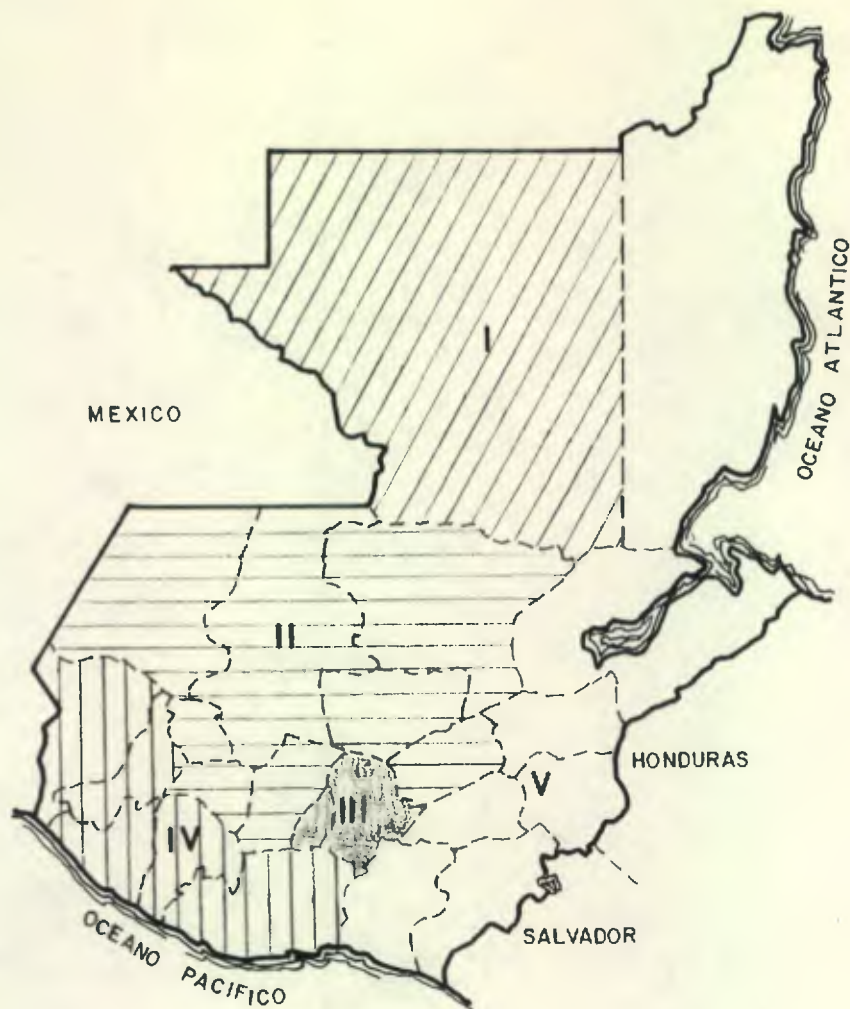 I
OCEANO ATLANTICO
MEXICO
II
HONDURAS
V
III
IV
SALVADOR
OCEANO PACIFICO